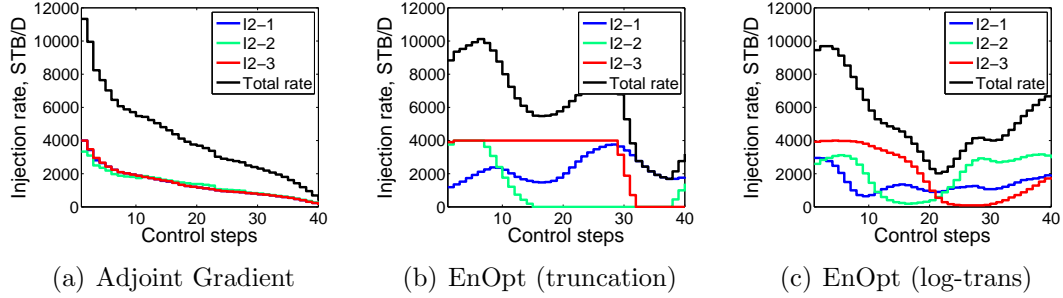 Injection rate, STB/D
12000
10000
8000
6000
4000
2000
0
I2-1
I2-2
I2-3
Total rate
10 20 30 40
Control steps
(a) Adjoint Gradient
Injection rate, STB/D
12000
10000
8000
6000
4000
2000
0
I2-1
I2-2
I2-3
Total rate
10 20 30 40
Control steps
(b) EnOpt (truncation)
Injection rate, STB/D
12000
10000
8000
6000
4000
2000
0
I2-1
I2-2
I2-3
Total rate
10 20 30 40
Control steps
(c) EnOpt (log-trans)